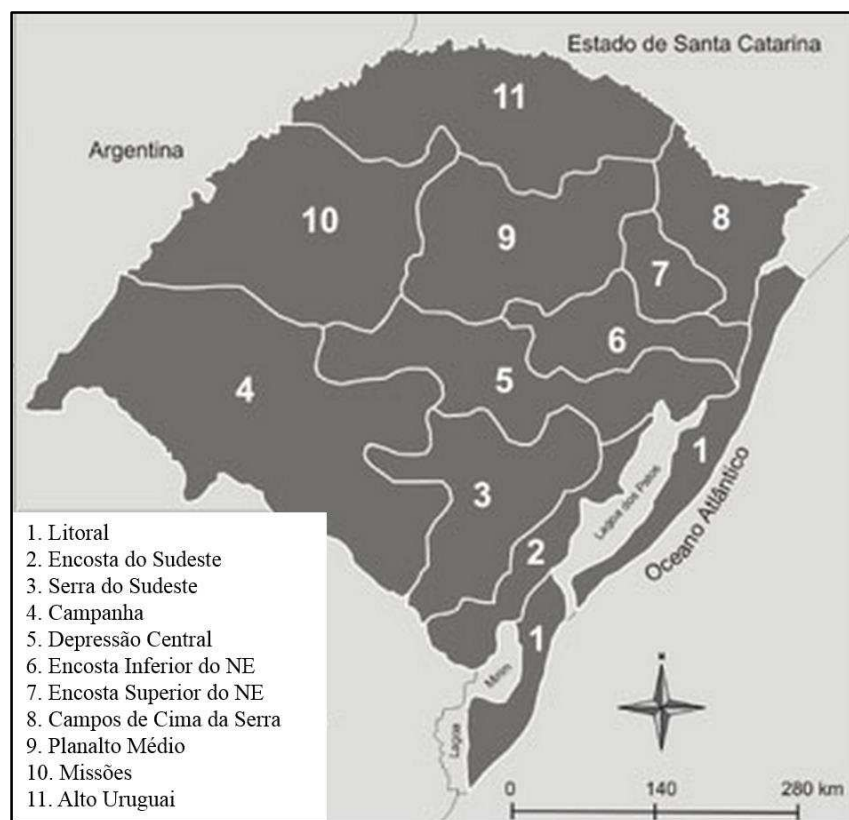 Estado de Santa Catarina
Argentina
11
10
9
8
7
6
5
4
3
2
1
1
Lagoa dos Patos
Oceano Atlântico
Mirim
Lagoa
1. Litoral
2. Encosta do Sudeste
3. Serra do Sudeste
4. Campanha
5. Depressão Central
6. Encosta Inferior do NE
7. Encosta Superior do NE
8. Campos de Cima da Serra
9. Planalto Médio
10. Missões
11. Alto Uruguai
0 140 280 km